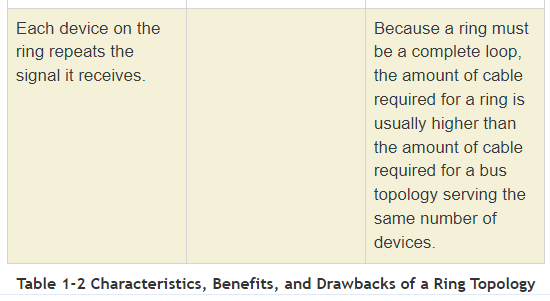 Each device on the
ring repeats the
signal it receives.
Because a ring must
be a complete loop,
the amount of cable
required for a ring is
usually higher than
the amount of cable
required for a bus
topology serving the
same number of
devices.
Table 1-2 Characteristics, Benefits, and Drawbacks of a Ring Topology